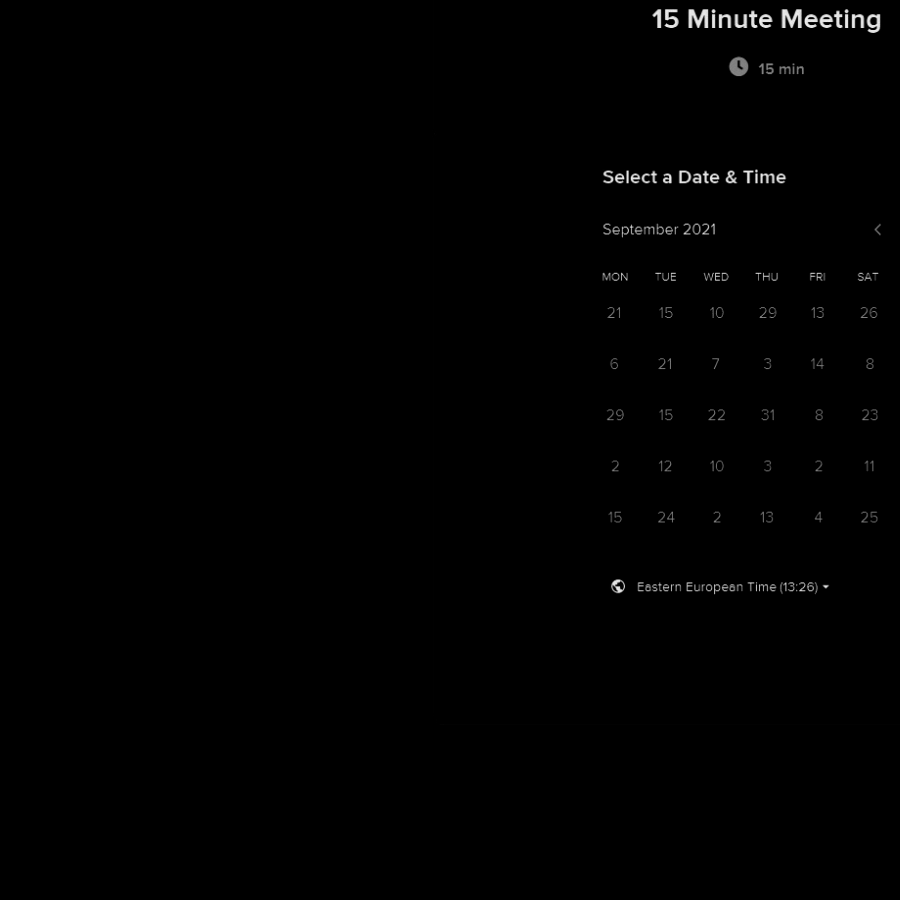 15 Minute Meeting
15 min
Select a Date & Time
September 2021
MON TUE WED THU FRI SAT
21 15 10 29 13 26
6 21 7 3 14 8
29 15 22 31 8 23
2 12 10 3 2 11
15 24 2 13 4 25
Eastern European Time (13:26)